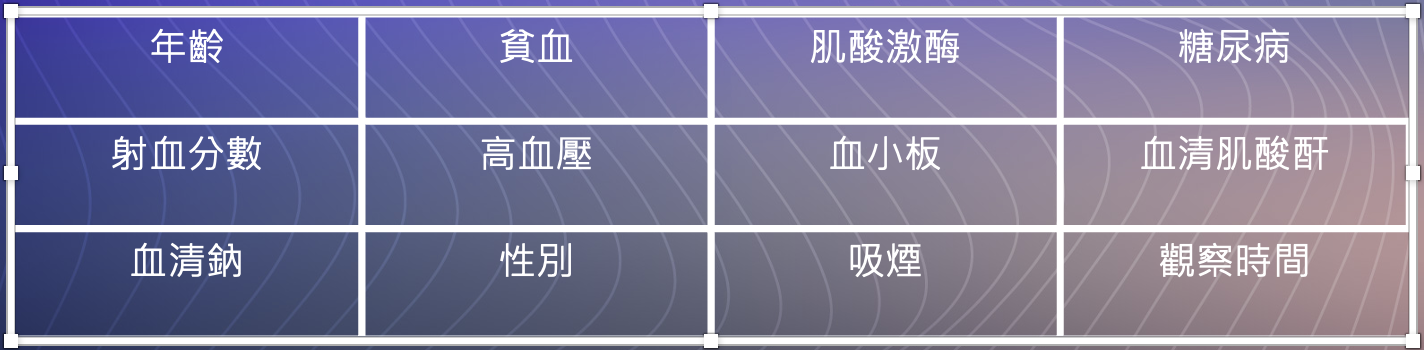 年齡 貧血 肌酸激酶 糖尿病
射血分數 高血壓 血小板 血清肌酸酐
血清鈉 性別 吸煙 觀察時間